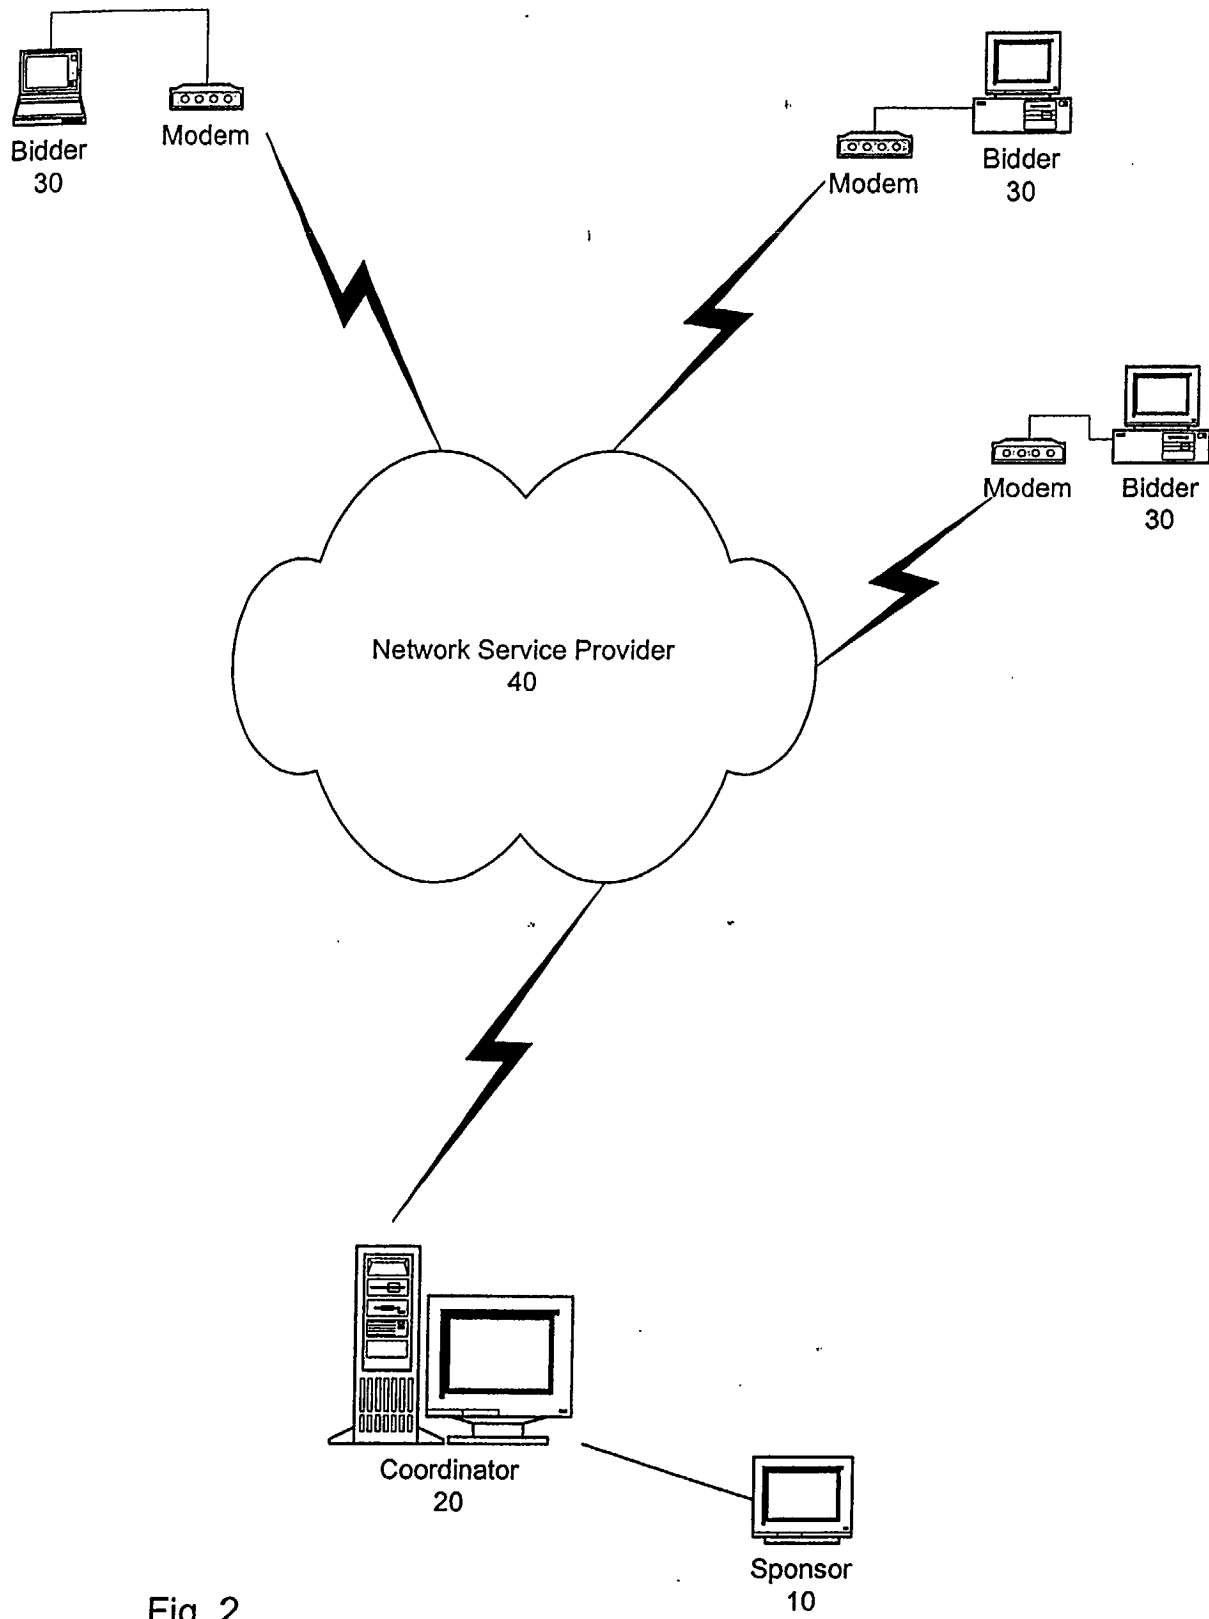 Bidder
30
Modem
Modem
Bidder
30
Modem
Bidder
30
Network Service Provider
40
Coordinator
20
Sponsor
10
Fig. 2